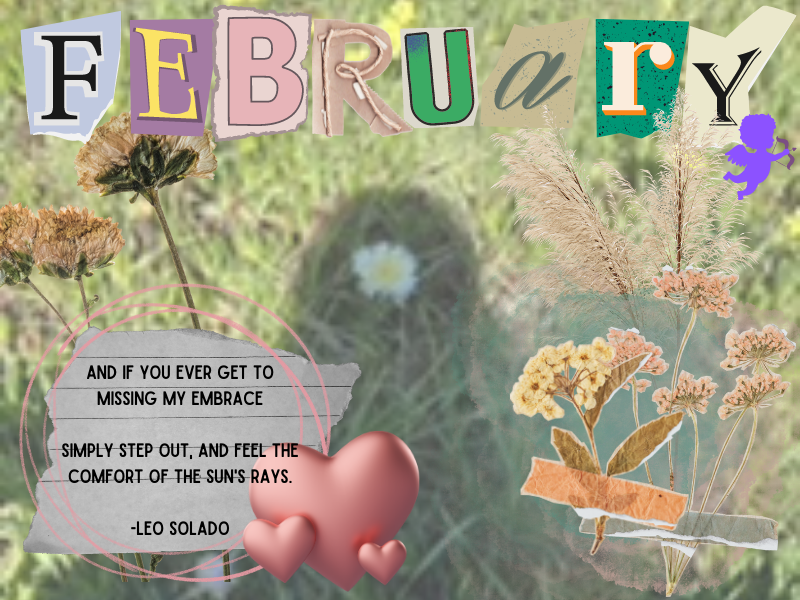 FEBRUarY
AND IF YOU EVER GET TO
MISSING MY EMBRACE
SIMPLY STEP OUT, AND FEEL THE
COMFORT OF THE SUN'S RAYS.
-LEO SOLADO